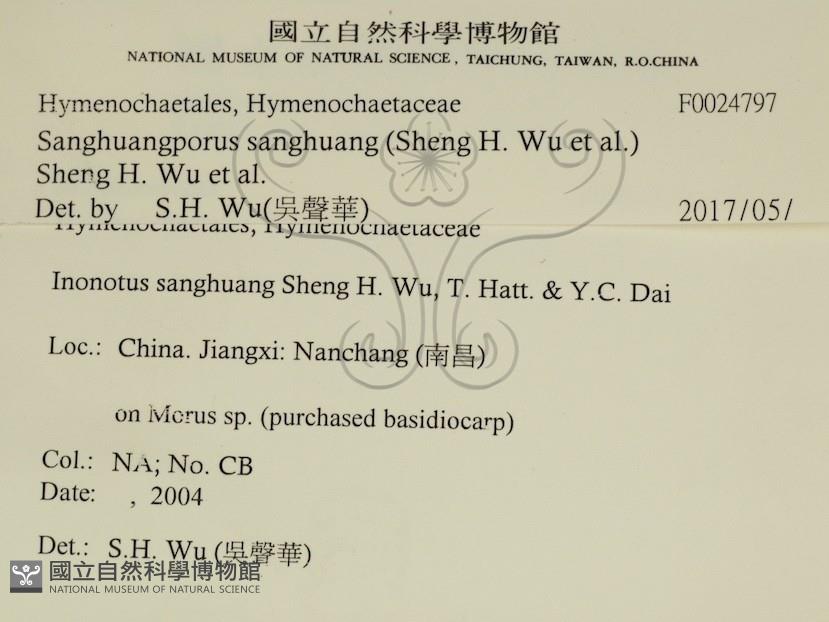 國立自然科學博物館
NATIONAL MUSEUM OF NATURAL SCIENCE, TAICHUNG, TAIWAN, R.O.CHINA
Hymenochaetales, Hymenochaetaceae F0024797
Sanghuangporus sanghuang (Sheng H. Wu et al.)
Sheng H. Wu et al.
Det. by S.H. Wu(吳聲華) 2017/05/
Hymenochaetales, Hymenochaetaceae
Inonotus sanghuang Sheng H. Wu, T. Hatt. & Y.C. Dai
Loc.: China. Jiangxi: Nanchang (南昌)
on Morus sp. (purchased basidiocarp)
Col.: NA; No. CB
Date: , 2004
Det.: S.H. Wu (吳聲華)
國立自然科學博物館
NATIONAL MUSEUM OF NATURAL SCIENCE